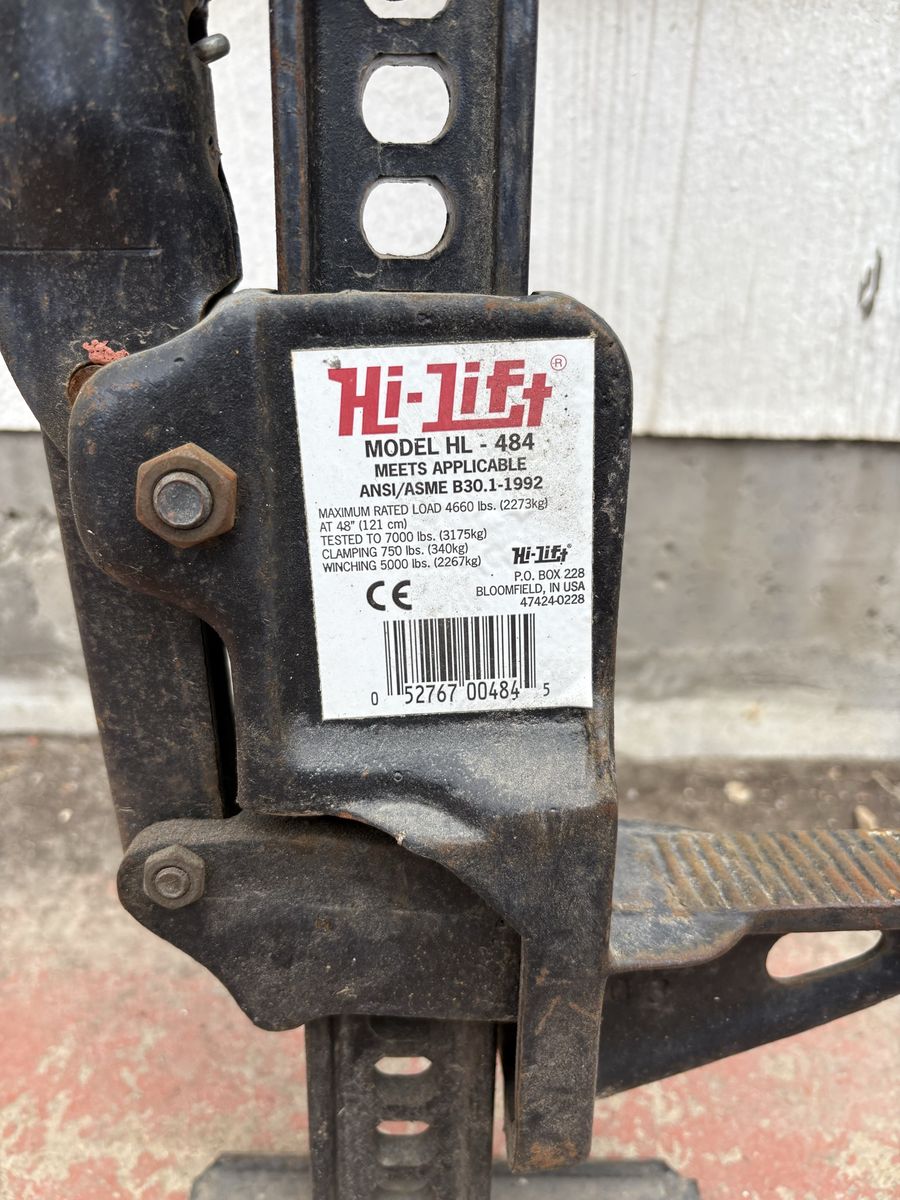 Hi-Lift®
MODEL HL - 484
MEETS APPLICABLE
ANSI/ASME B30.1-1992
MAXIMUM RATED LOAD 4660 lbs. (2273kg)
AT 48" (121 cm)
TESTED TO 7000 lbs. (3175kg)
CLAMPING 750 lbs. (340kg)
WINCHING 5000 lbs. (2267kg)
Hi-Lift®
P.O. BOX 228
BLOOMFIELD, IN USA
47424-0228
CE
0 52767 00484 5